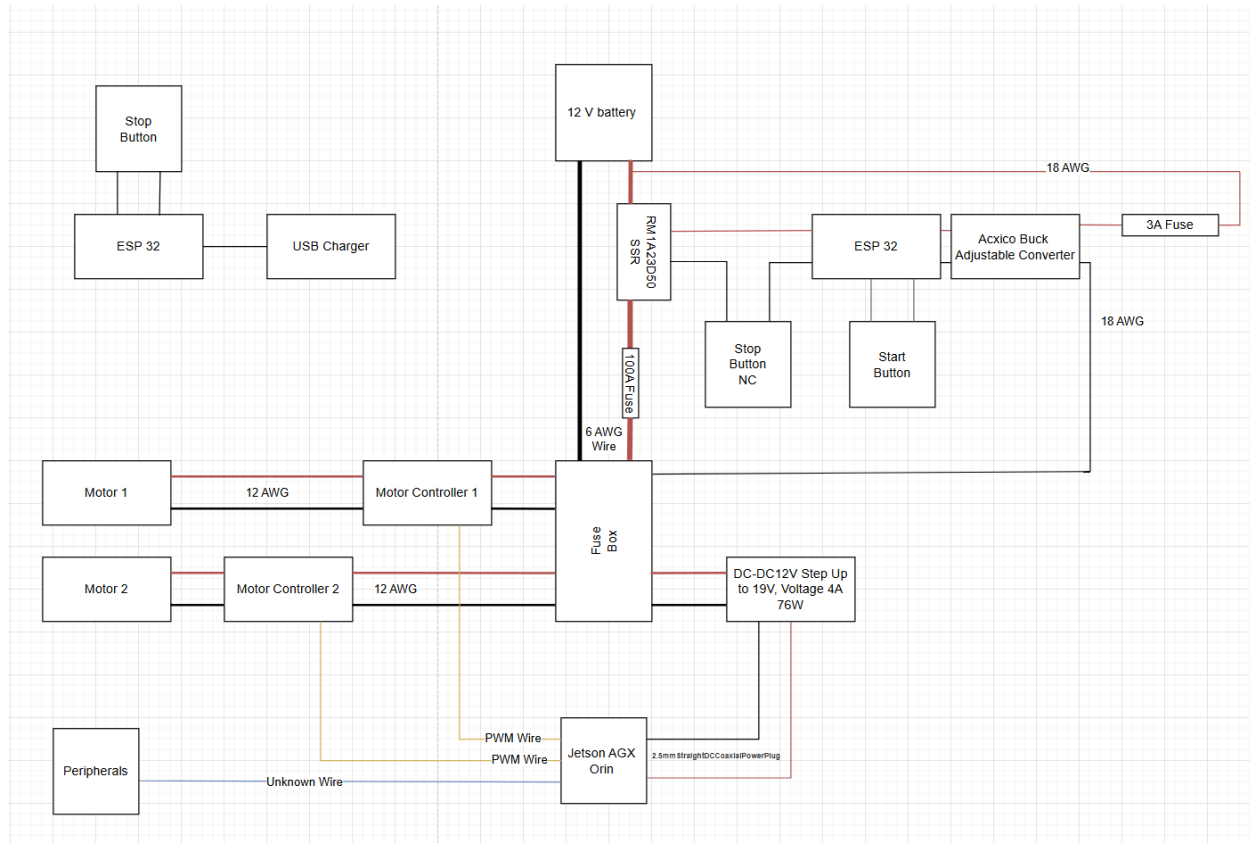 12 V battery
Stop
Button
18 AWG
ESP 32
USB Charger
RM1A23D50
SSR
ESP 32
Acxico Buck
Adjustable Converter
3A Fuse
18 AWG
Stop
Button
NC
Start
Button
100A Fuse
6 AWG
Wire
Motor 1
12 AWG
Motor Controller 1
Fuse
Box
Motor 2
Motor Controller 2
12 AWG
DC-DC12V Step Up
to 19V, Voltage 4A
76W
PWM Wire
PWM Wire
Jetson AGX
Orin
2.5mmStraightDCCoaxialPowerPlug
Peripherals
Unknown Wire